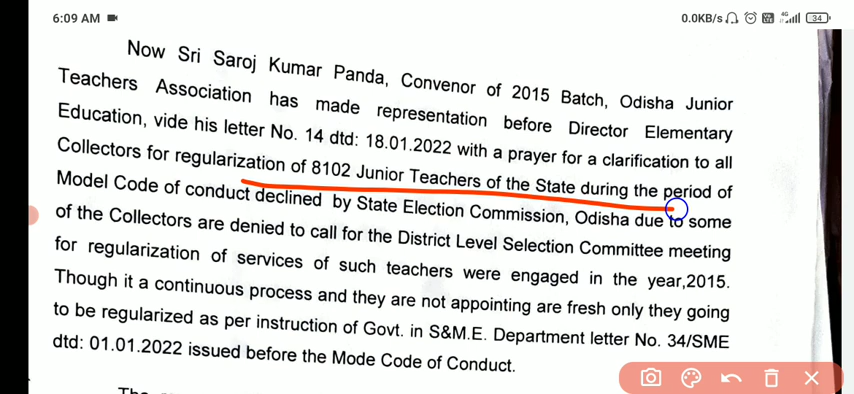 6:09 AM
0.0KB/s
4G
34
Now Sri Saroj Kumar Panda, Convenor of 2015 Batch, Odisha Junior
Teachers Association has made representation before Director Elementary
Education, vide his letter No. 14 dtd: 18.01.2022 with a prayer for a clarification to all
Collectors for regularization of 8102 Junior Teachers of the State during the period of
Model Code of conduct declined by State Election Commission, Odisha due to some
of the Collectors are denied to call for the District Level Selection Committee meeting
for regularization of services of such teachers were engaged in the year,2015.
Though it a continuous process and they are not appointing are fresh only they going
to be regularized as per instruction of Govt. in S&M.E. Department letter No. 34/SME
dtd: 01.01.2022 issued before the Mode Code of Conduct.